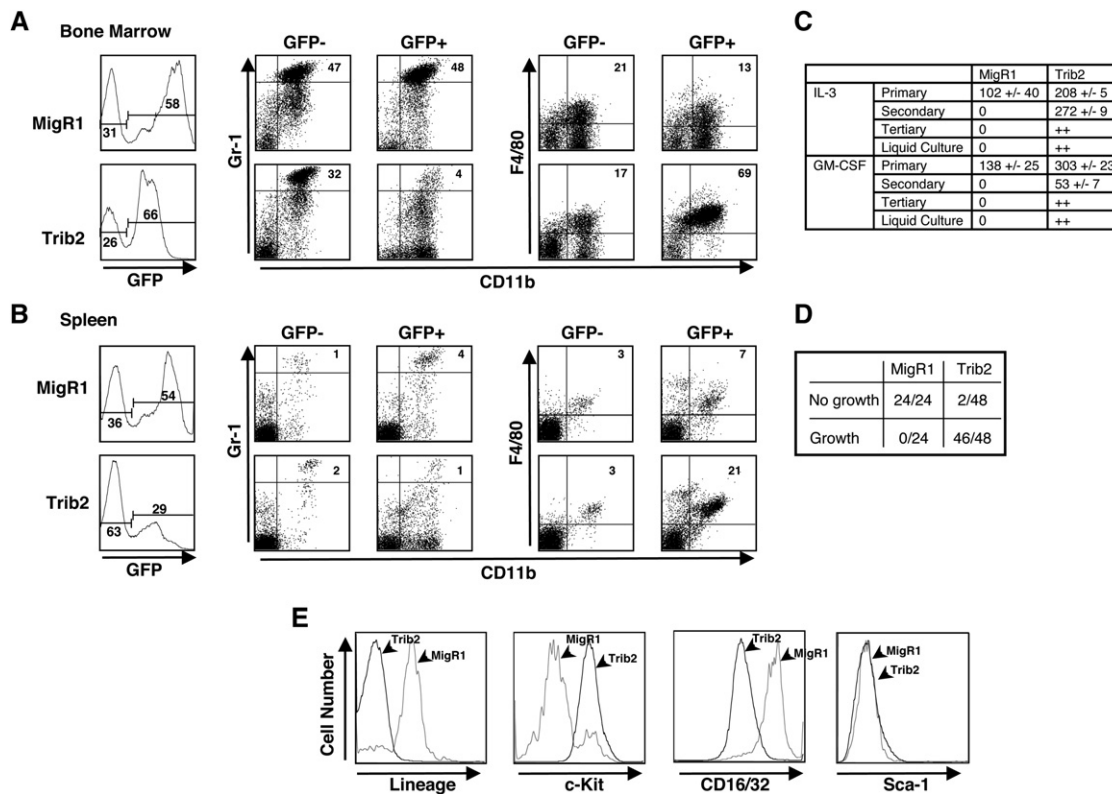 A
Bone Marrow
GFP- GFP+ GFP- GFP+
MigR1
58
31
Gr-1
47
48
F4/80
21
13
Trib2
66
26
32
4
17
69
GFP
CD11b
B
Spleen
GFP- GFP+ GFP- GFP+
MigR1
54
36
Gr-1
1
4
F4/80
3
7
Trib2
29
63
2
1
3
21
GFP
CD11b
C
MigR1 Trib2
IL-3 Primary 102 +/- 40 208 +/- 5
Secondary 0 272 +/- 9
Tertiary 0 ++
Liquid Culture 0 ++
GM-CSF Primary 138 +/- 25 303 +/- 23
Secondary 0 53 +/- 7
Tertiary 0 ++
Liquid Culture 0 ++
D
MigR1 Trib2
No growth 24/24 2/48
Growth 0/24 46/48
E
Cell Number
Trib2
MigR1
Lineage
MigR1
Trib2
c-Kit
Trib2
MigR1
CD16/32
MigR1
Trib2
Sca-1